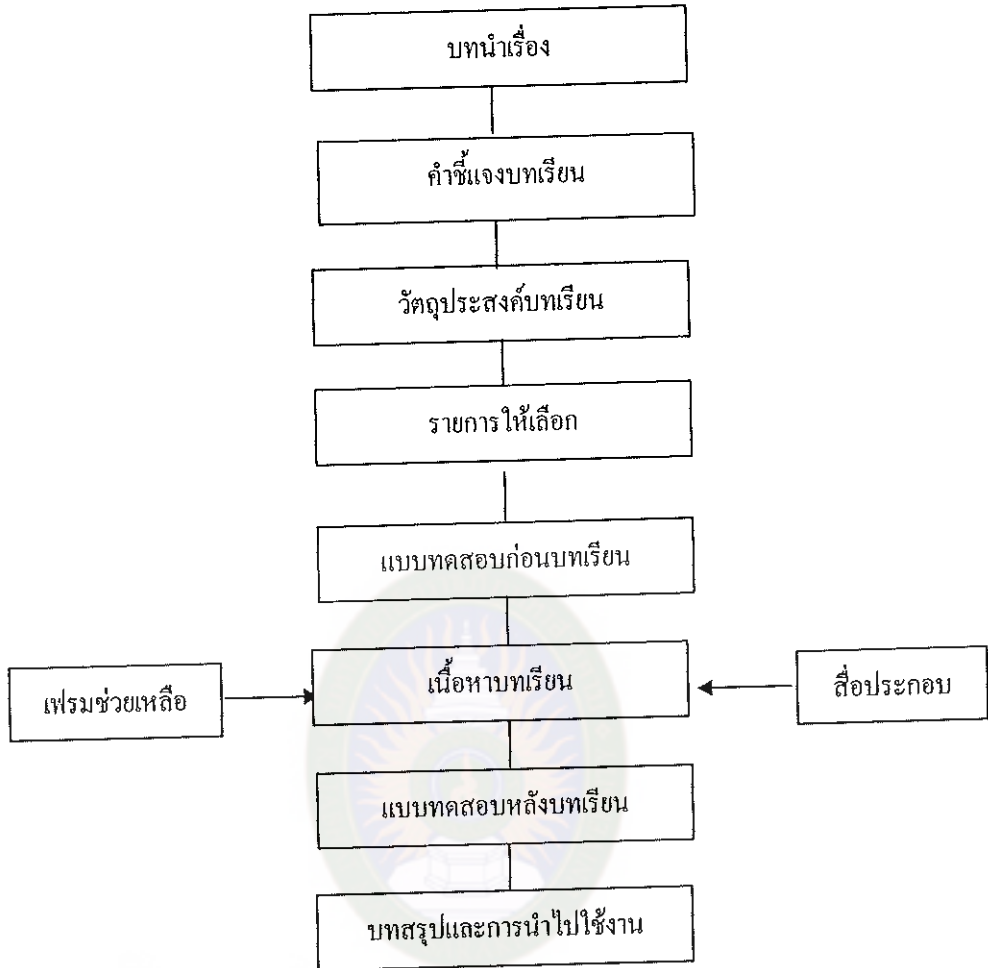 บทนำเรื่อง
คำชี้แจงบทเรียน
วัตถุประสงค์บทเรียน
รายการให้เลือก
แบบทดสอบก่อนบทเรียน
เฟรมช่วยเหลือ
เนื้อหาบทเรียน
สื่อประกอบ
แบบทดสอบหลังบทเรียน
บทสรุปและการนำไปใช้งาน